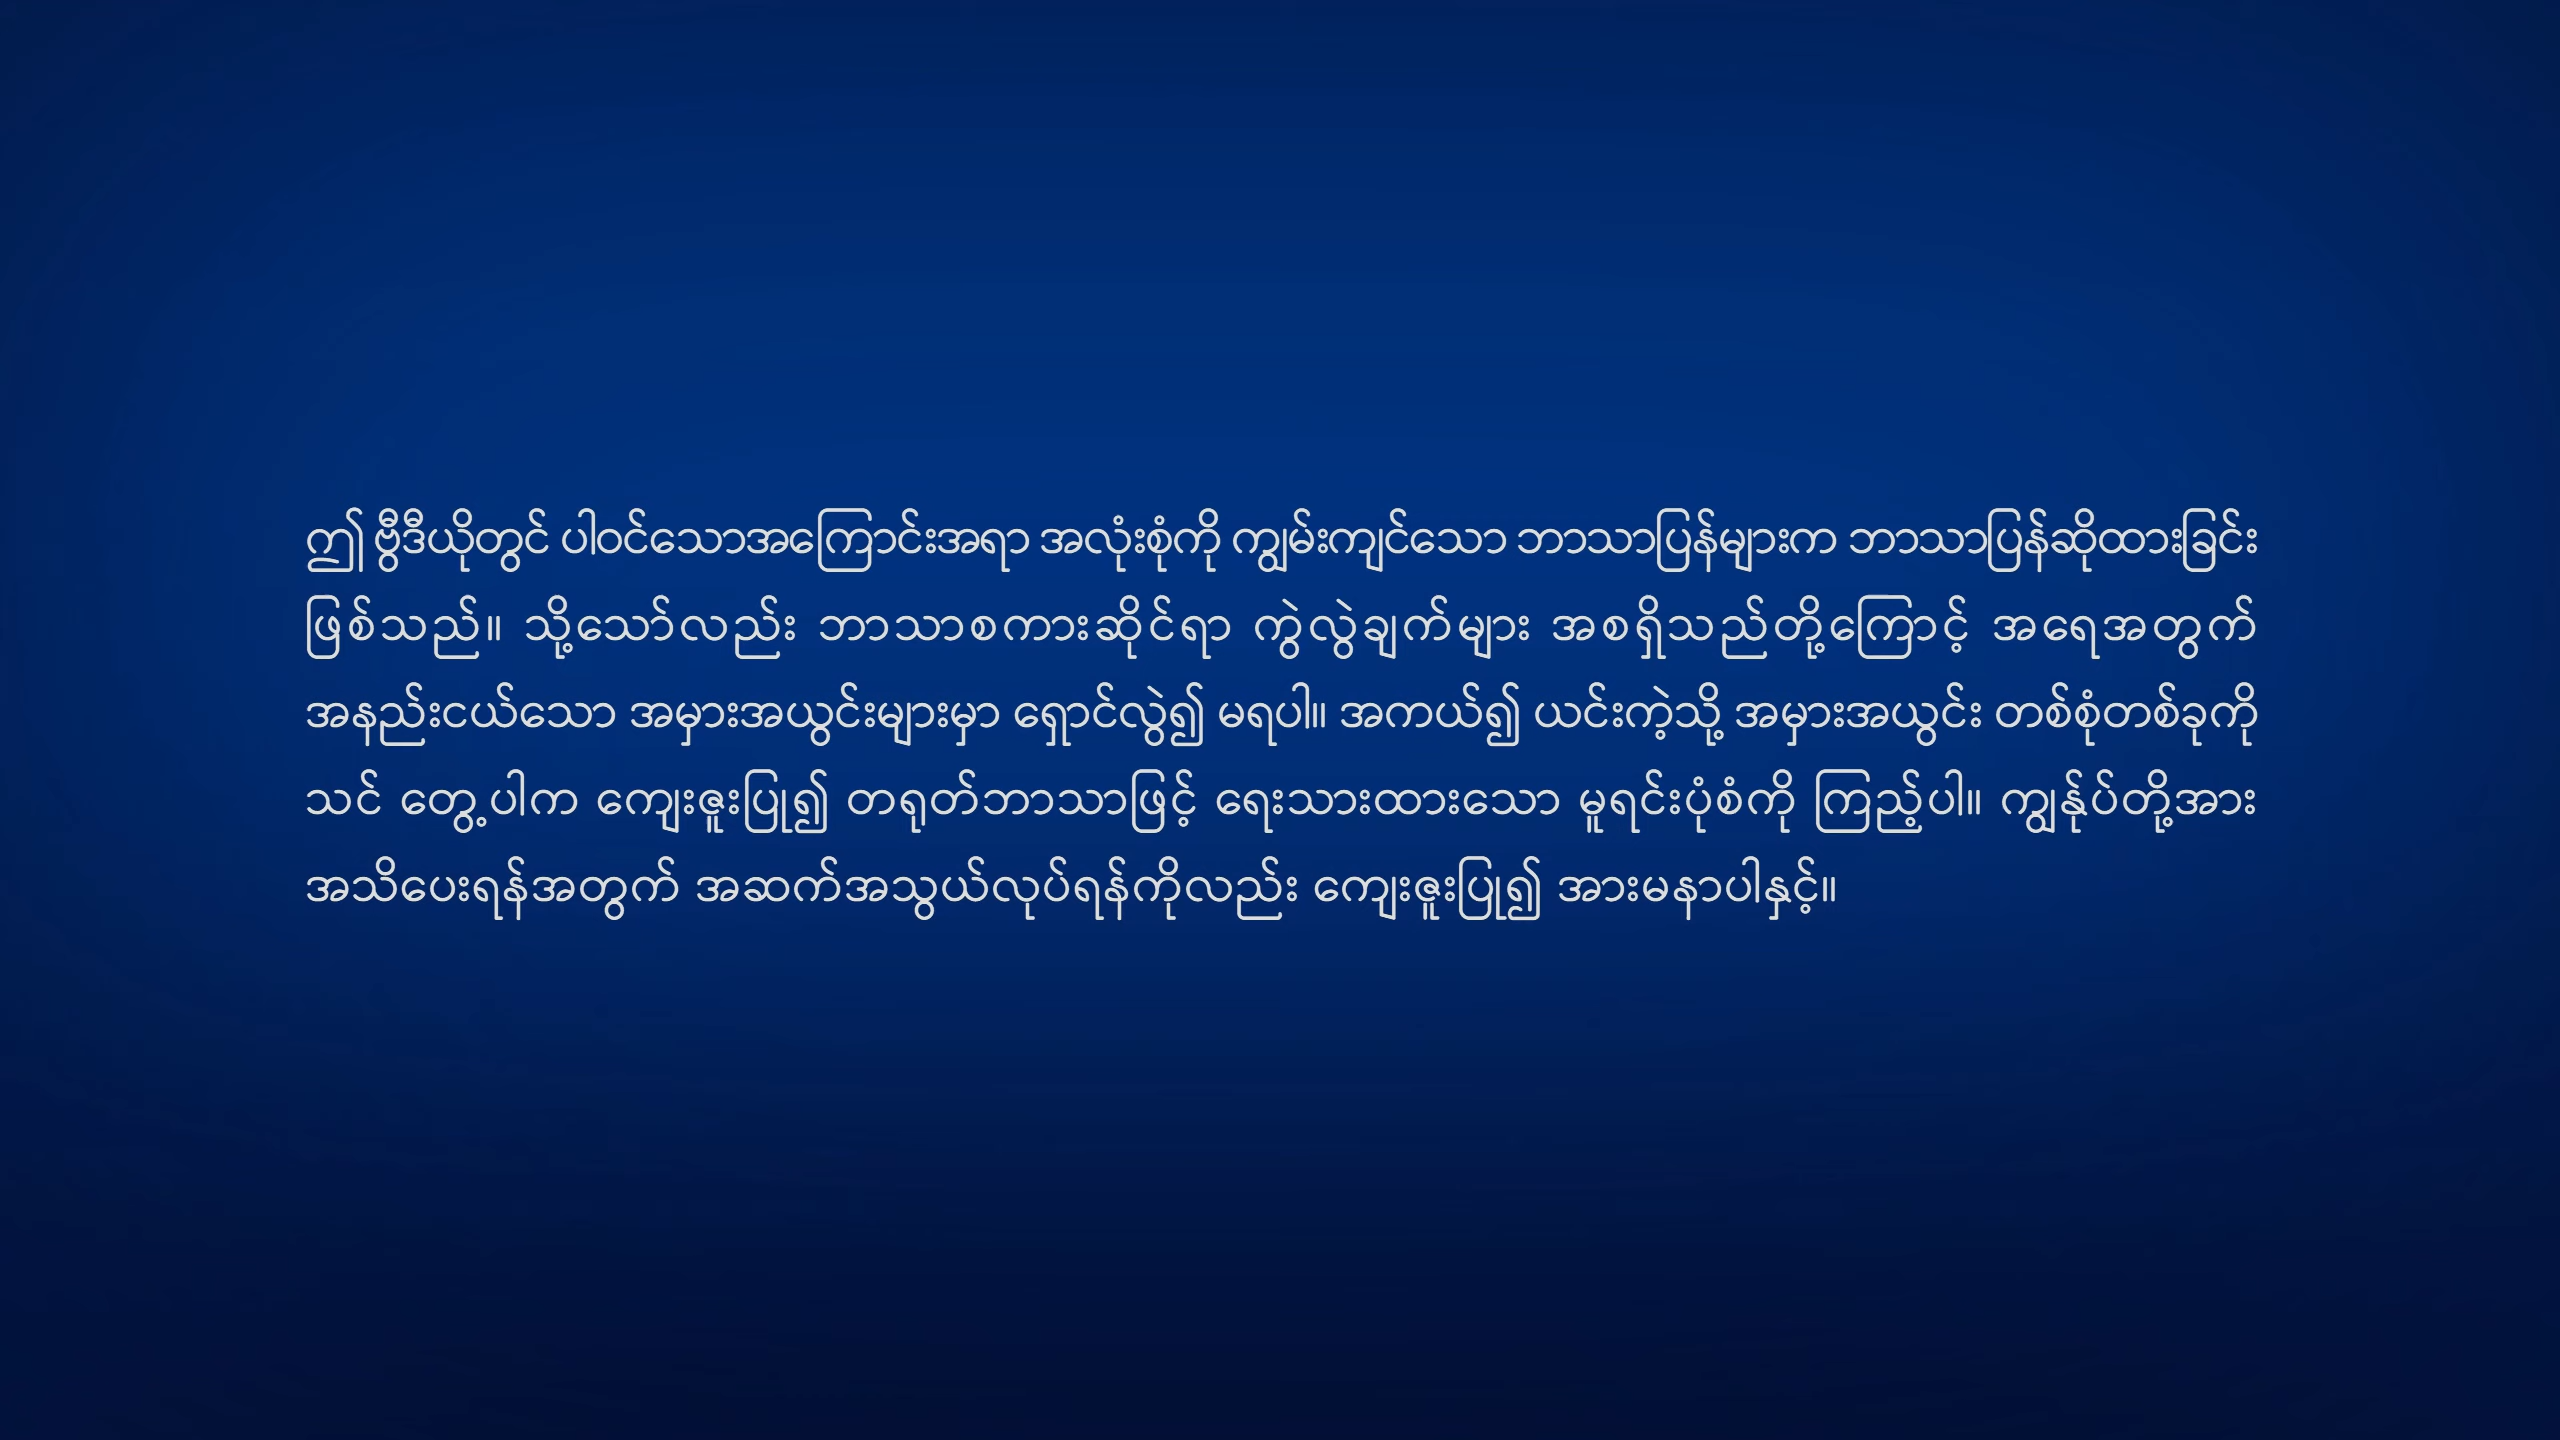 ဤ ဗွီဒီယိုတွင် ပါဝင်သောအကြောင်းအရာ အလုံးစုံကို ကျွမ်းကျင်သော ဘာသာပြန်များက ဘာသာပြန်ဆိုထားခြင်း
ဖြစ်သည်။ သို့သော်လည်း ဘာသာစကားဆိုင်ရာ ကွဲလွဲချက်များ အစရှိသည်တို့ကြောင့် အရေအတွက်
အနည်းငယ်သော အမှားအယွင်းများမှာ ရှောင်လွဲ၍ မရပါ။ အကယ်၍ ယင်းကဲ့သို့ အမှားအယွင်း တစ်စုံတစ်ခုကို
သင် တွေ့ပါက ကျေးဇူးပြု၍ တရုတ်ဘာသာဖြင့် ရေးသားထားသော မူရင်းပုံစံကို ကြည့်ပါ။ ကျွန်ုပ်တို့အား
အသိပေးရန်အတွက် အဆက်အသွယ်လုပ်ရန်ကိုလည်း ကျေးဇူးပြု၍ အားမနာပါနှင့်။